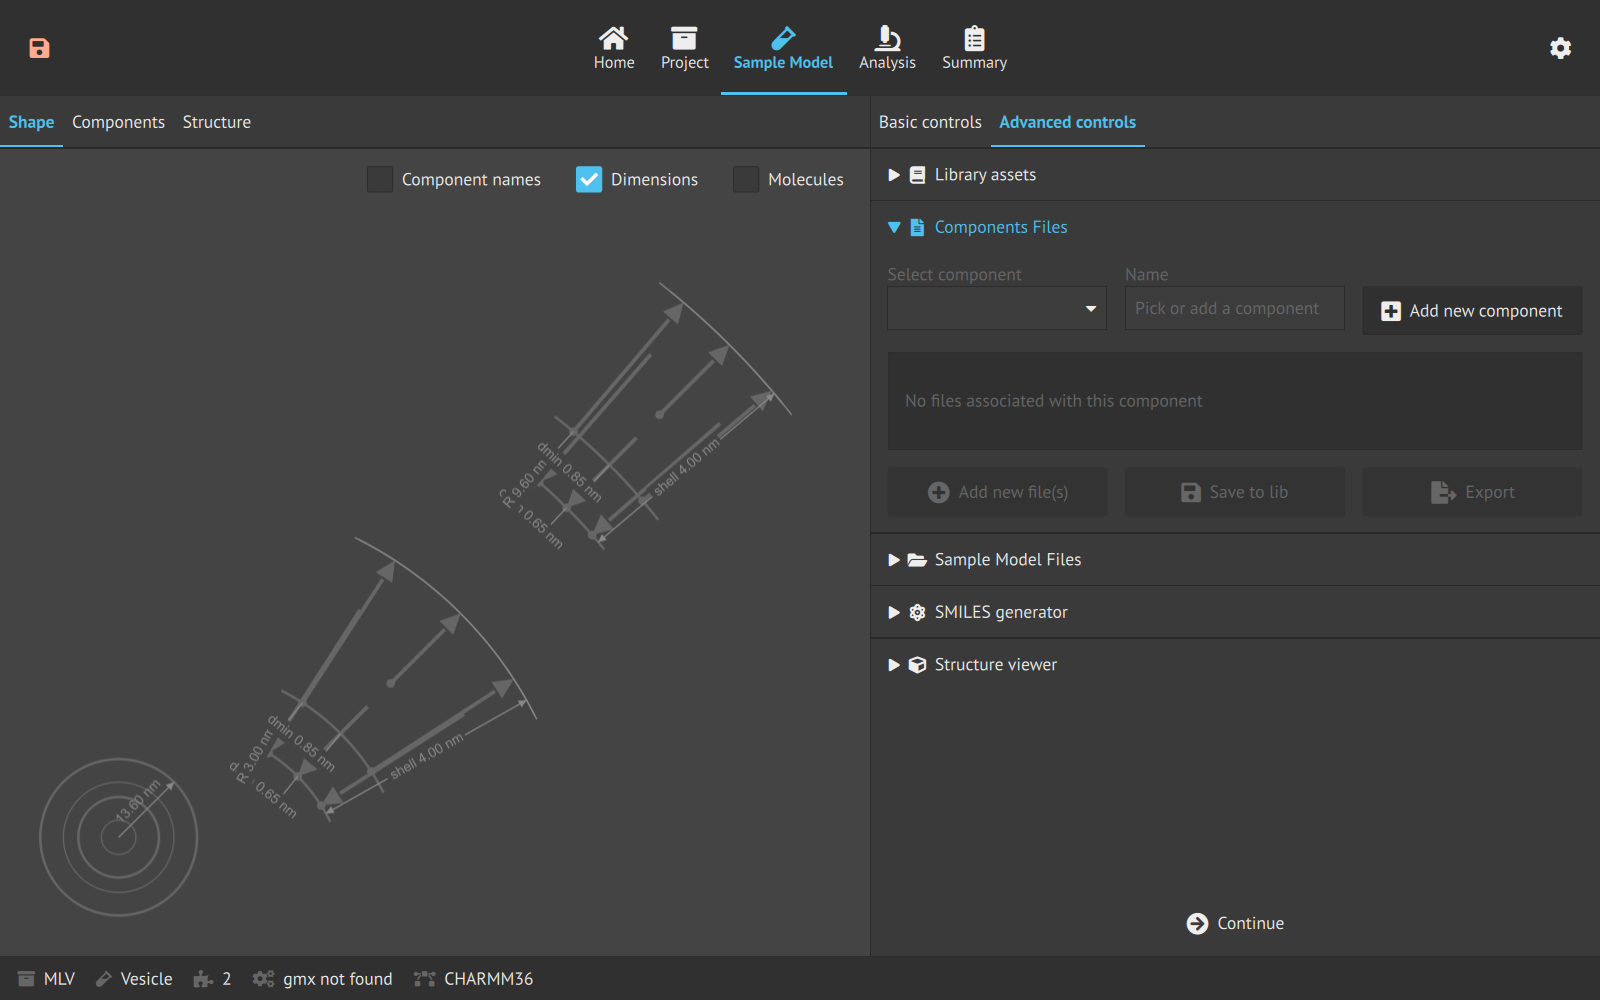 Home
Project
Sample Model
Analysis
Summary
Shape
Components
Structure
Basic controls
Advanced controls
Component names
Dimensions
Molecules
Library assets
Components Files
Select component
Name
Pick or add a component
Add new component
No files associated with this component
Add new file(s)
Save to lib
Export
Sample Model Files
SMILES generator
Structure viewer
dmin 0.85 nm
R 9.60 nm
0.65 nm
shell 4.00 nm
dmin 0.85 nm
R 3.00 nm
0.65 nm
shell 4.00 nm
13.60 nm
Continue
MLV
Vesicle
2
gmx not found
CHARMM36